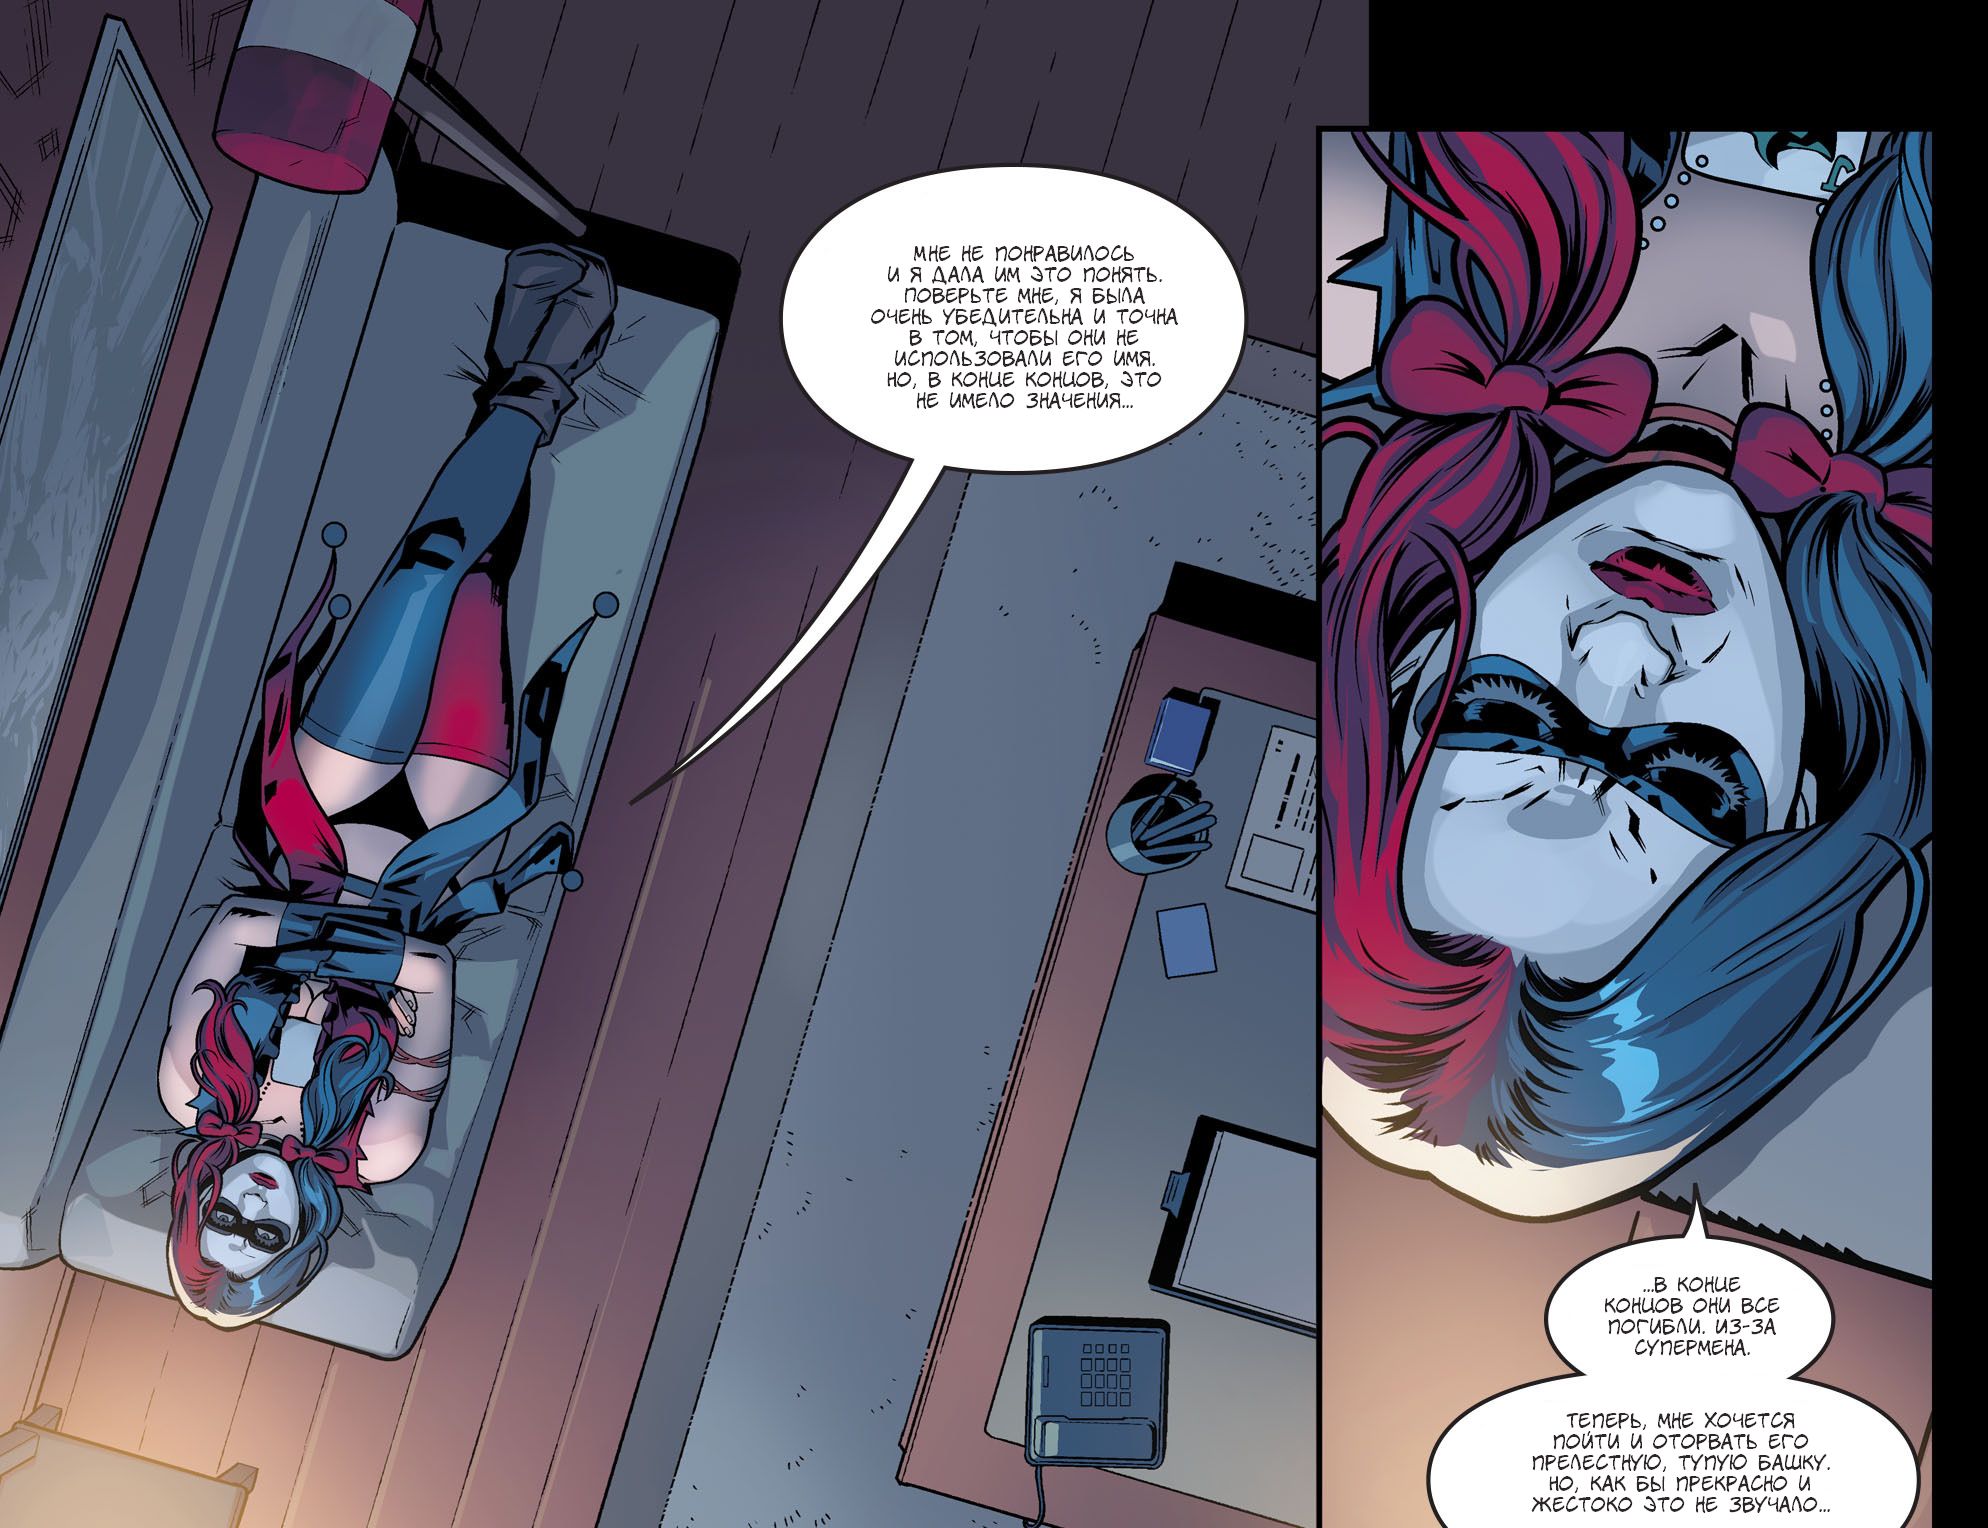 МНЕ НЕ ПОНРАВИЛОСЬ
И Я ДАЛА ИМ ЭТО ПОНЯТЬ.
ПОВЕРЬТЕ МНЕ, Я БЫЛА
ОЧЕНЬ УБЕДИТЕЛЬНА И ТОЧНА
В ТОМ, ЧТОБЫ ОНИ НЕ
ИСПОЛЬЗОВАЛИ ЕГО ИМЯ.
НО, В КОНЦЕ КОНЦОВ, ЭТО
НЕ ИМЕЛО ЗНАЧЕНИЯ...
...В КОНЦЕ
КОНЦОВ ОНИ ВСЕ
ПОГИБЛИ. ИЗ-ЗА
СУПЕРМЕНА.
ТЕПЕРЬ, МНЕ ХОЧЕТСЯ
ПОЙТИ И ОТОРВАТЬ ЕГО
ПРЕЛЕСТНУЮ, ТУПУЮ БАШКУ.
НО, КАК БЫ ПРЕКРАСНО И
ЖЕСТОКО ЭТО НЕ ЗВУЧАЛО...